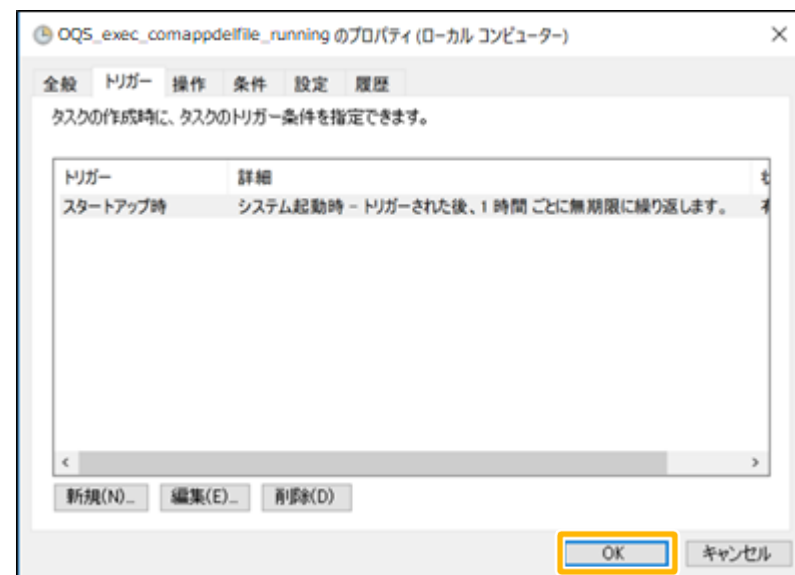 OQS_exec_comappdelfile_running のプロパティ (ローカル コンピューター)
全般 トリガー 操作 条件 設定 履歴
タスクの作成時に、タスクのトリガー条件を指定できます。
トリガー 詳細
スタートアップ時 システム起動時 - トリガーされた後、1 時間 ごとに無期限に繰り返します。
新規(N)... 編集(E)... 削除(D)
OK キャンセル